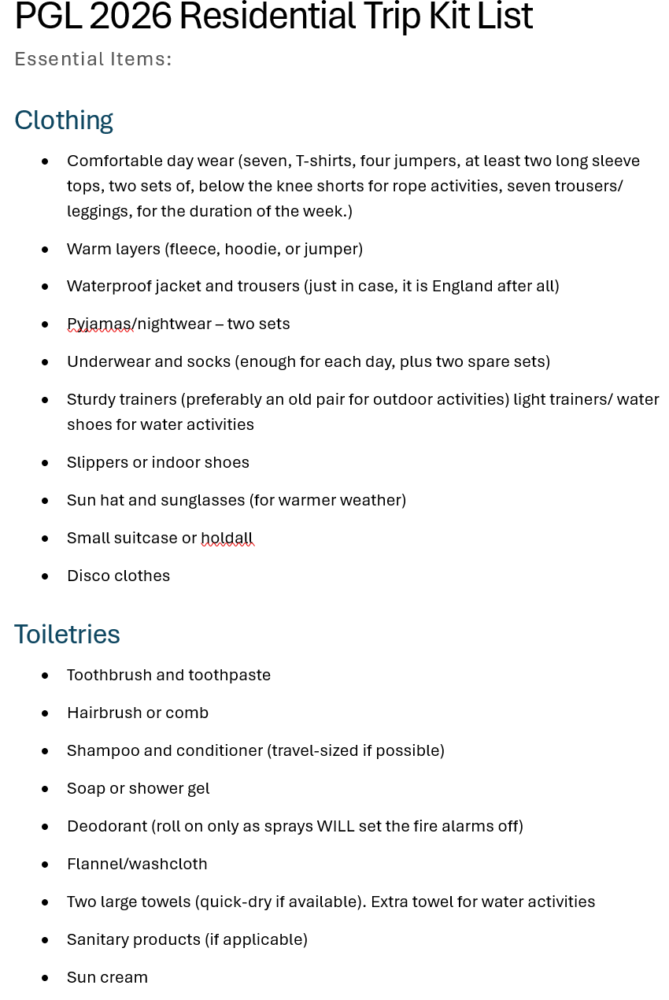 PGL 2026 Residential Trip Kit List
Essential Items:
Clothing
• Comfortable day wear (seven, T-shirts, four jumpers, at least two long sleeve
tops, two sets of, below the knee shorts for rope activities, seven trousers/
leggings, for the duration of the week.)
• Warm layers (fleece, hoodie, or jumper)
• Waterproof jacket and trousers (just in case, it is England after all)
• Pyjamas/nightwear – two sets
• Underwear and socks (enough for each day, plus two spare sets)
• Sturdy trainers (preferably an old pair for outdoor activities) light trainers/ water
shoes for water activities
• Slippers or indoor shoes
• Sun hat and sunglasses (for warmer weather)
• Small suitcase or holdall
• Disco clothes
Toiletries
• Toothbrush and toothpaste
• Hairbrush or comb
• Shampoo and conditioner (travel-sized if possible)
• Soap or shower gel
• Deodorant (roll on only as sprays WILL set the fire alarms off)
• Flannel/washcloth
• Two large towels (quick-dry if available). Extra towel for water activities
• Sanitary products (if applicable)
• Sun cream